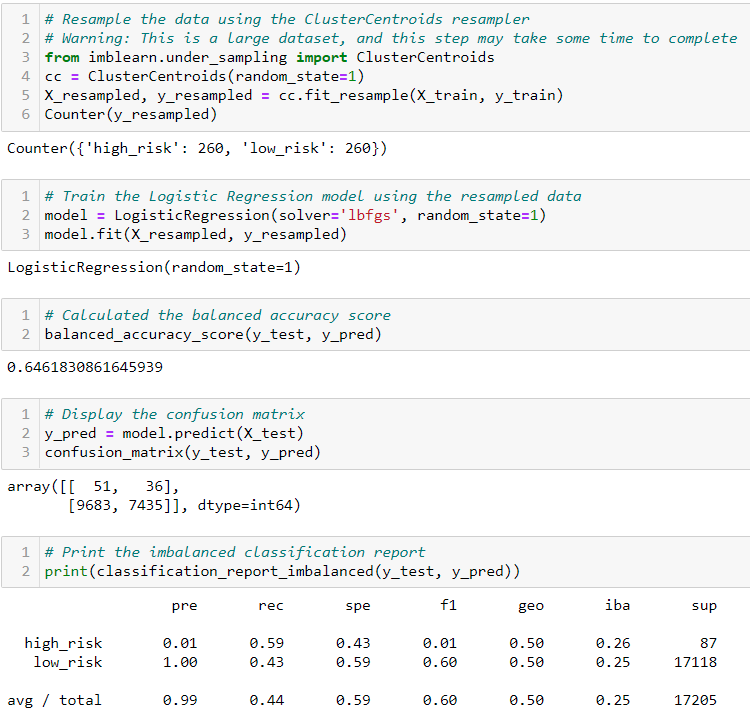 1 # Resample the data using the ClusterCentroids resampler
2 # Warning: This is a large dataset, and this step may take some time to complete
3 from imblearn.under_sampling import ClusterCentroids
4 cc = ClusterCentroids(random_state=1)
5 X_resampled, y_resampled = cc.fit_resample(X_train, y_train)
6 Counter(y_resampled)
Counter({'high_risk': 260, 'low_risk': 260})
1 # Train the Logistic Regression model using the resampled data
2 model = LogisticRegression(solver='lbfgs', random_state=1)
3 model.fit(X_resampled, y_resampled)
LogisticRegression(random_state=1)
1 # Calculated the balanced accuracy score
2 balanced_accuracy_score(y_test, y_pred)
0.6461830861645939
1 # Display the confusion matrix
2 y_pred = model.predict(X_test)
3 confusion_matrix(y_test, y_pred)
array([[  51,   36],
       [9683, 7435]], dtype=int64)
1 # Print the imbalanced classification report
2 print(classification_report_imbalanced(y_test, y_pred))
pre rec spe f1 geo iba sup
high_risk 0.01 0.59 0.43 0.01 0.50 0.26 87
low_risk 1.00 0.43 0.59 0.60 0.50 0.25 17118
avg / total 0.99 0.44 0.59 0.60 0.50 0.25 17205